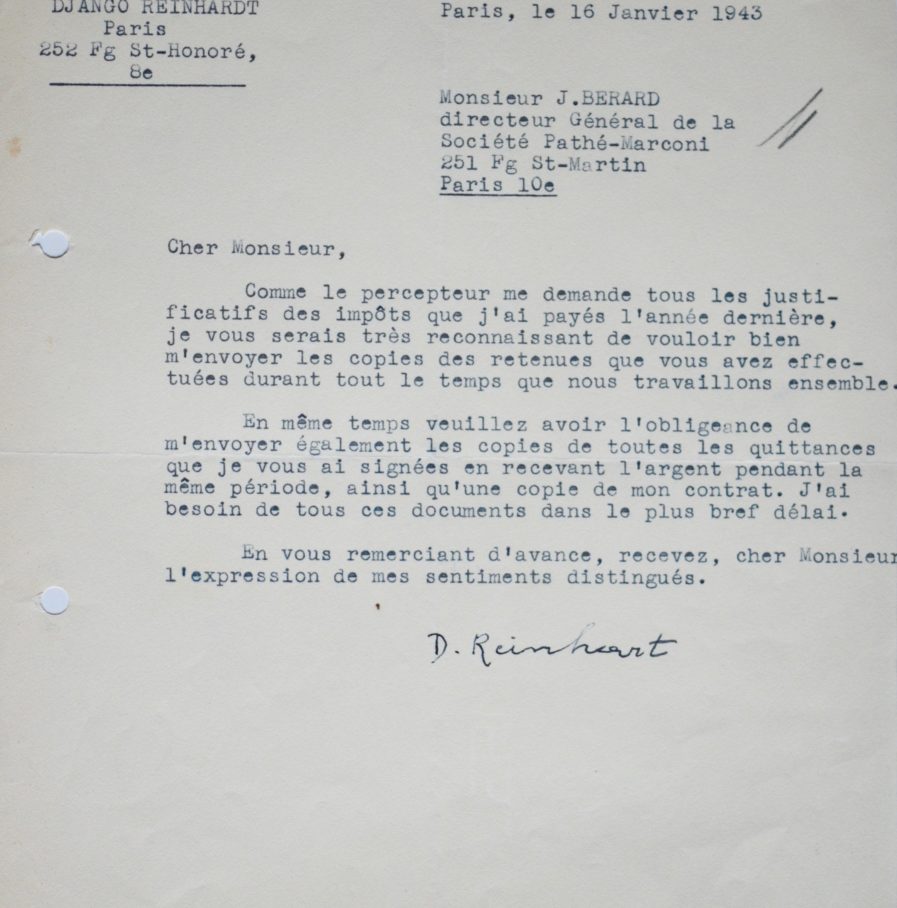 DJANGO REINHARDT
Paris
252 Fg St-Honoré,
8e
Paris, le 16 Janvier 1943
Monsieur J.BERARD
directeur Général de la
Société Pathé-Marconi
251 Fg St-Martin
Paris 10e
Cher Monsieur,
Comme le percepteur me demande tous les justi-
ficatifs des impôts que j'ai payés l'année dernière,
je vous serais très reconnaissant de vouloir bien
m'envoyer les copies des retenues que vous avez effec-
tuées durant tout le temps que nous travaillons ensemble.
En même temps veuillez avoir l'obligeance de
m'envoyer également les copies de toutes les quittances
que je vous ai signées en recevant l'argent pendant la
même période, ainsi qu'une copie de mon contrat. J'ai
besoin de tous ces documents dans le plus bref délai.
En vous remerciant d'avance, recevez, cher Monsieur
l'expression de mes sentiments distingués.
D. Reinhart